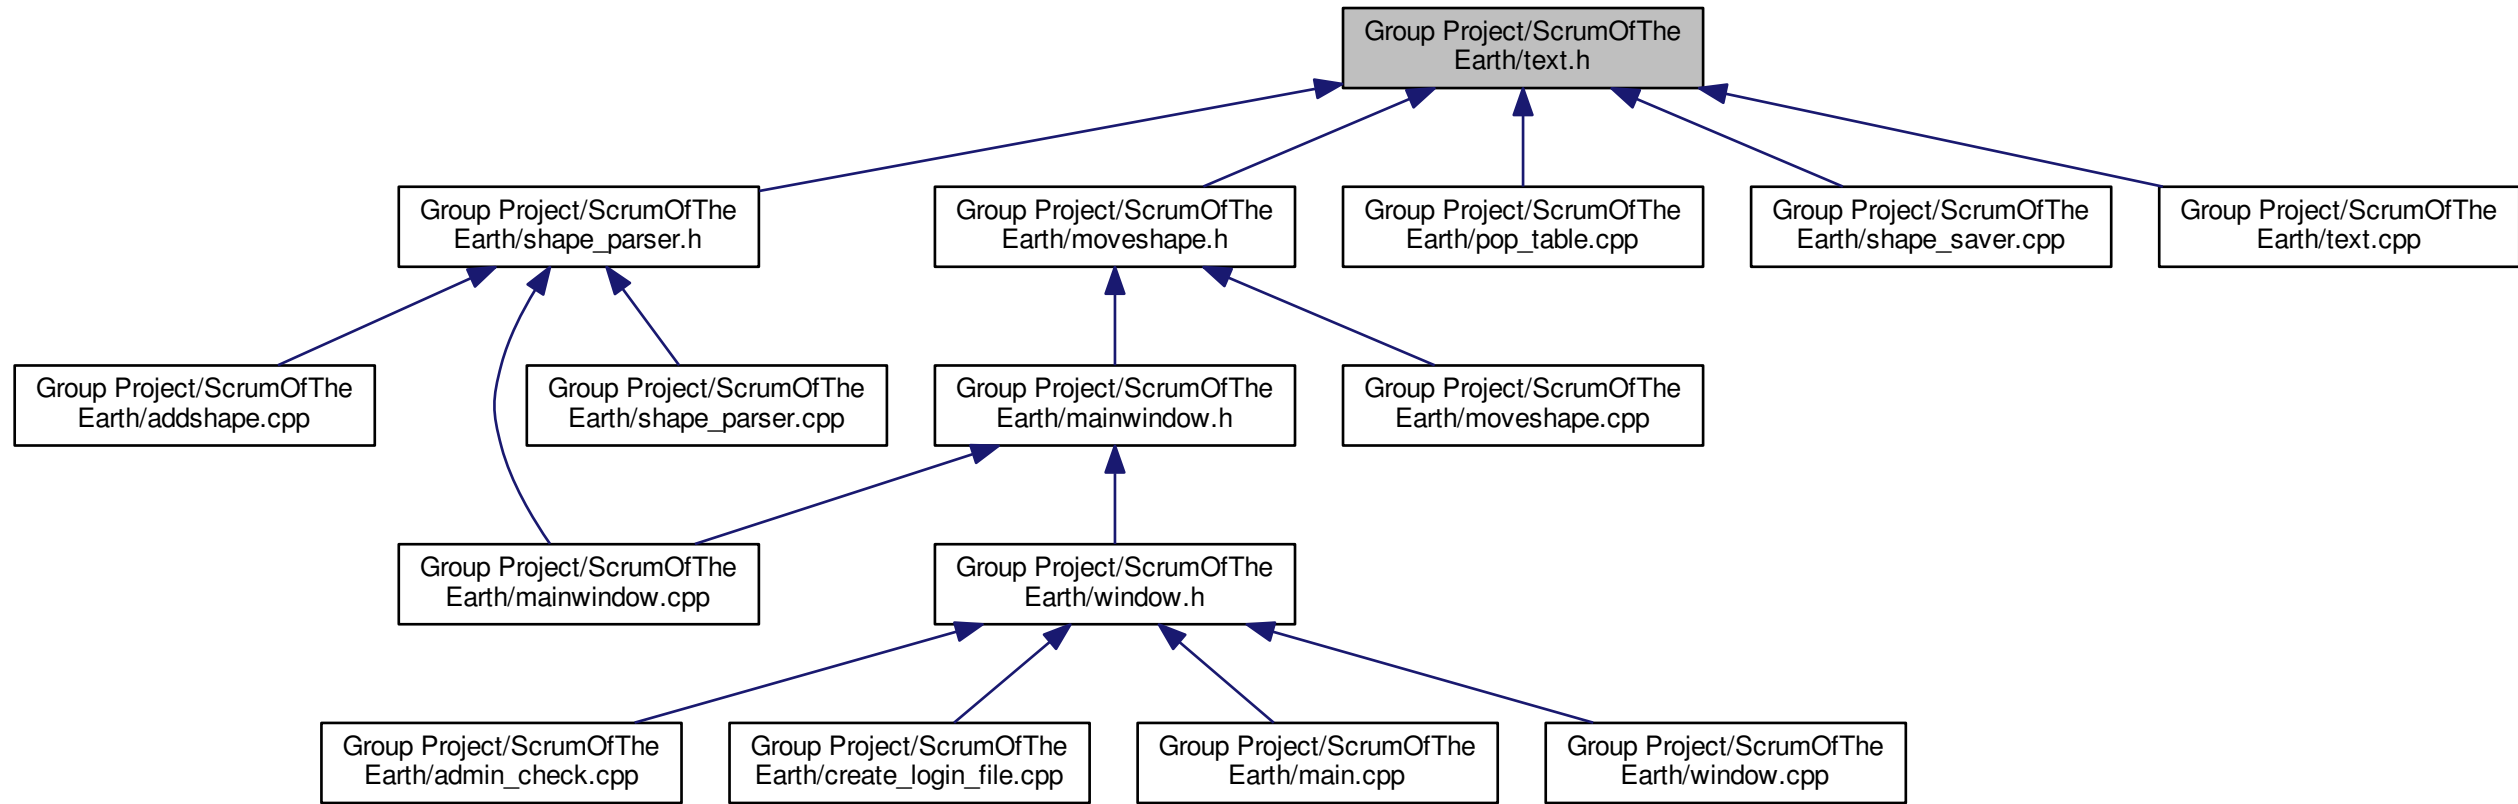 Group Project/ScrumOfThe
Earth/text.h
Group Project/ScrumOfThe
Earth/shape_parser.h
Group Project/ScrumOfThe
Earth/moveshape.h
Group Project/ScrumOfThe
Earth/pop_table.cpp
Group Project/ScrumOfThe
Earth/shape_saver.cpp
Group Project/ScrumOfThe
Earth/text.cpp
Group Project/ScrumOfThe
Earth/addshape.cpp
Group Project/ScrumOfThe
Earth/shape_parser.cpp
Group Project/ScrumOfThe
Earth/mainwindow.h
Group Project/ScrumOfThe
Earth/moveshape.cpp
Group Project/ScrumOfThe
Earth/mainwindow.cpp
Group Project/ScrumOfThe
Earth/window.h
Group Project/ScrumOfThe
Earth/admin_check.cpp
Group Project/ScrumOfThe
Earth/create_login_file.cpp
Group Project/ScrumOfThe
Earth/main.cpp
Group Project/ScrumOfThe
Earth/window.cpp